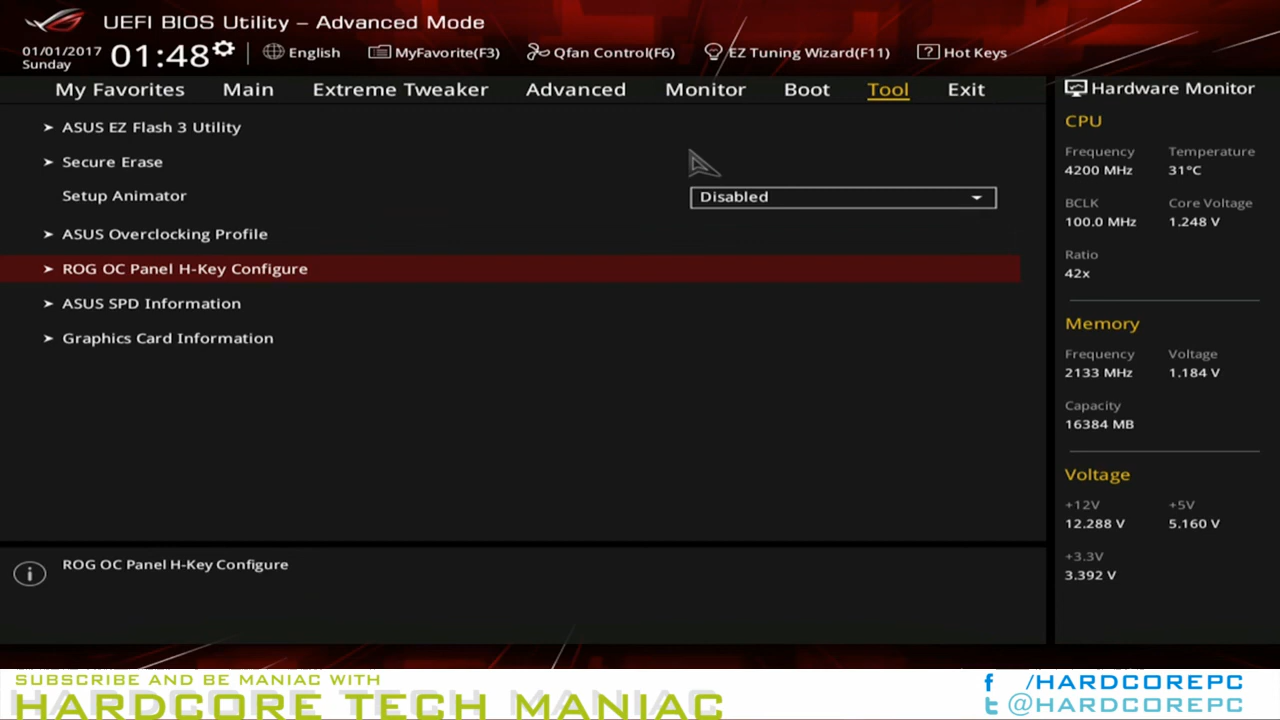 UEFI BIOS Utility – Advanced Mode
01/01/2017
Sunday
01:48
English
MyFavorite(F3)
Qfan Control(F6)
EZ Tuning Wizard(F11)
? Hot Keys
My Favorites Main Extreme Tweaker Advanced Monitor Boot Tool Exit
ASUS EZ Flash 3 Utility
Secure Erase
Setup Animator Disabled
ASUS Overclocking Profile
ROG OC Panel H-Key Configure
ASUS SPD Information
Graphics Card Information
i ROG OC Panel H-Key Configure
Hardware Monitor
CPU
Frequency Temperature
4200 MHz 31°C
BCLK Core Voltage
100.0 MHz 1.248 V
Ratio
42x
Memory
Frequency Voltage
2133 MHz 1.184 V
Capacity
16384 MB
Voltage
+12V +5V
12.288 V 5.160 V
+3.3V
3.392 V
SUBSCRIBE AND BE MANIAC WITH
HARDCORE TECH MANIAC
f /HARDCOREPC
t @HARDCOREPC